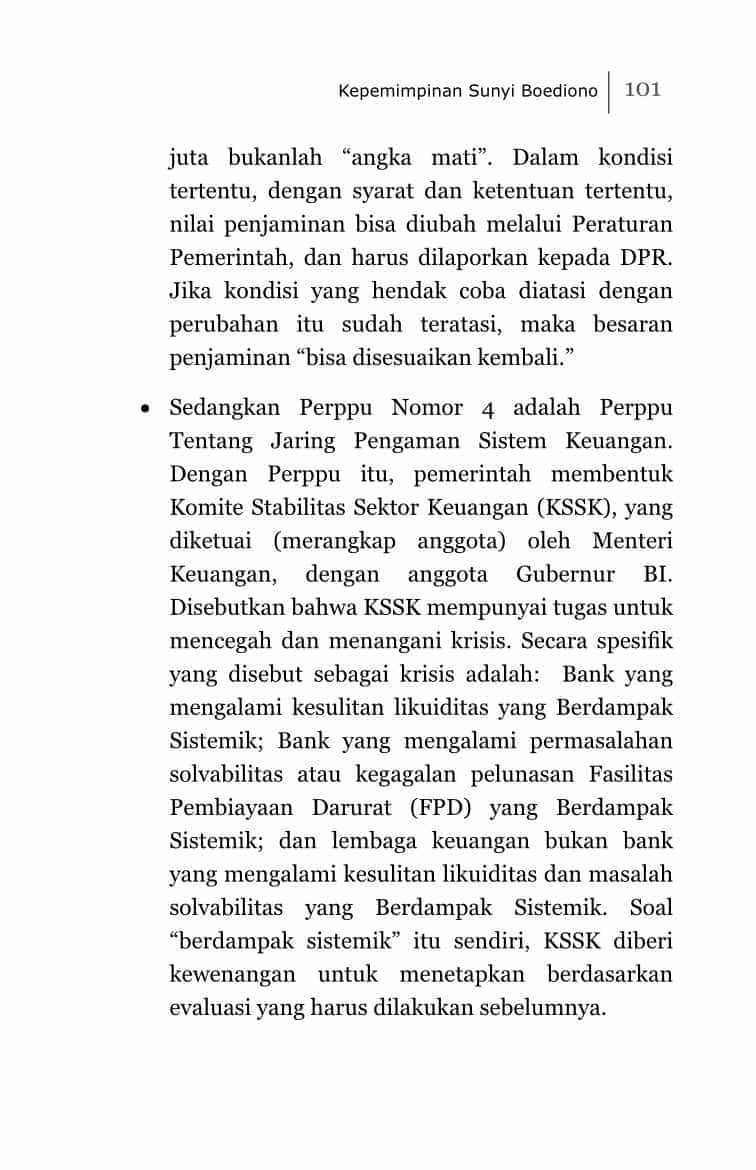 Kepemimpinan Sunyi Boediono 101
juta bukanlah “angka mati”. Dalam kondisi
tertentu, dengan syarat dan ketentuan tertentu,
nilai penjaminan bisa diubah melalui Peraturan
Pemerintah, dan harus dilaporkan kepada DPR.
Jika kondisi yang hendak coba diatasi dengan
perubahan itu sudah teratasi, maka besaran
penjaminan “bisa disesuaikan kembali.”
• Sedangkan Perppu Nomor 4 adalah Perppu
Tentang Jaring Pengaman Sistem Keuangan.
Dengan Perppu itu, pemerintah membentuk
Komite Stabilitas Sektor Keuangan (KSSK), yang
diketuai (merangkap anggota) oleh Menteri
Keuangan, dengan anggota Gubernur BI.
Disebutkan bahwa KSSK mempunyai tugas untuk
mencegah dan menangani krisis. Secara spesifik
yang disebut sebagai krisis adalah: Bank yang
mengalami kesulitan likuiditas yang Berdampak
Sistemik; Bank yang mengalami permasalahan
solvabilitas atau kegagalan pelunasan Fasilitas
Pembiayaan Darurat (FPD) yang Berdampak
Sistemik; dan lembaga keuangan bukan bank
yang mengalami kesulitan likuiditas dan masalah
solvabilitas yang Berdampak Sistemik. Soal
“berdampak sistemik” itu sendiri, KSSK diberi
kewenangan untuk menetapkan berdasarkan
evaluasi yang harus dilakukan sebelumnya.